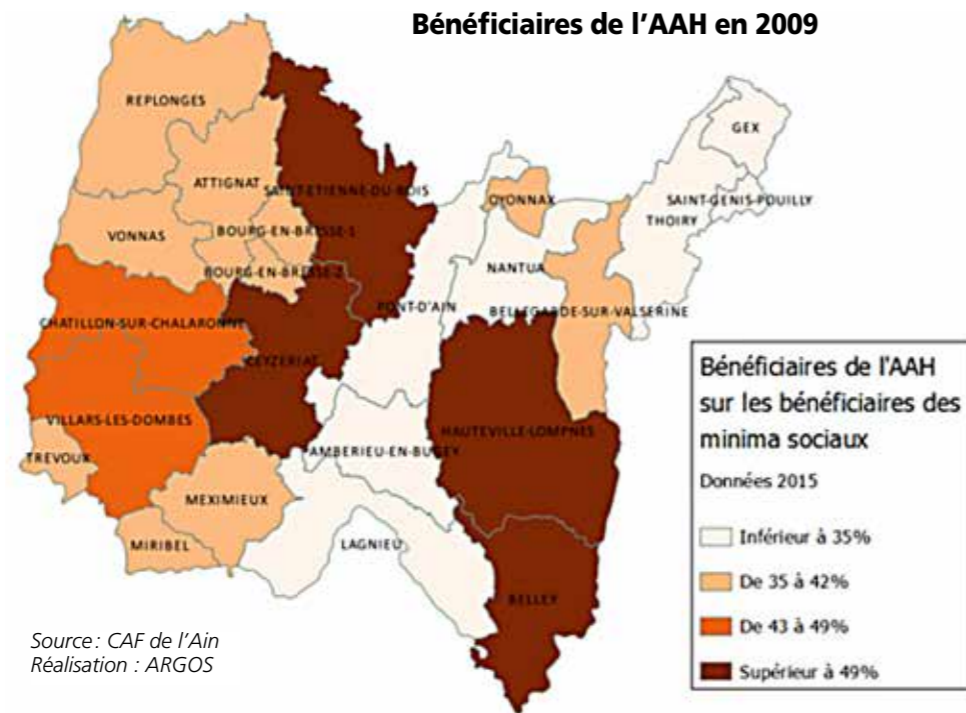 Bénéficiaires de l'AAH en 2009
REPLONGES
GEX
ATTIGNAT
SAINT-ETIENNE-DU-BOIS
OYONNAX
SAINT-GENIS-POUILLY
THOIRY
VONNAS
BOURG-EN-BRESSE-1
BOURG-EN-BRESSE-2
NANTUA
PONT-D'AIN
BELLEGARDE-SUR-VALSERINE
CHATILLON-SUR-CHALARONNE
CEYZERIAT
VILLARS-LES-DOMBES
HAUTEVILLE-LOMPNES
TREVOUX
AMBERIEU-EN-BUGEY
MEXIMIEUX
MIRIBEL
LAGNIEU
BELLEY
Bénéficiaires de l'AAH
sur les bénéficiaires des
minima sociaux
Données 2015
Inférieur à 35%
De 35 à 42%
De 43 à 49%
Supérieur à 49%
Source : CAF de l'Ain
Réalisation : ARGOS